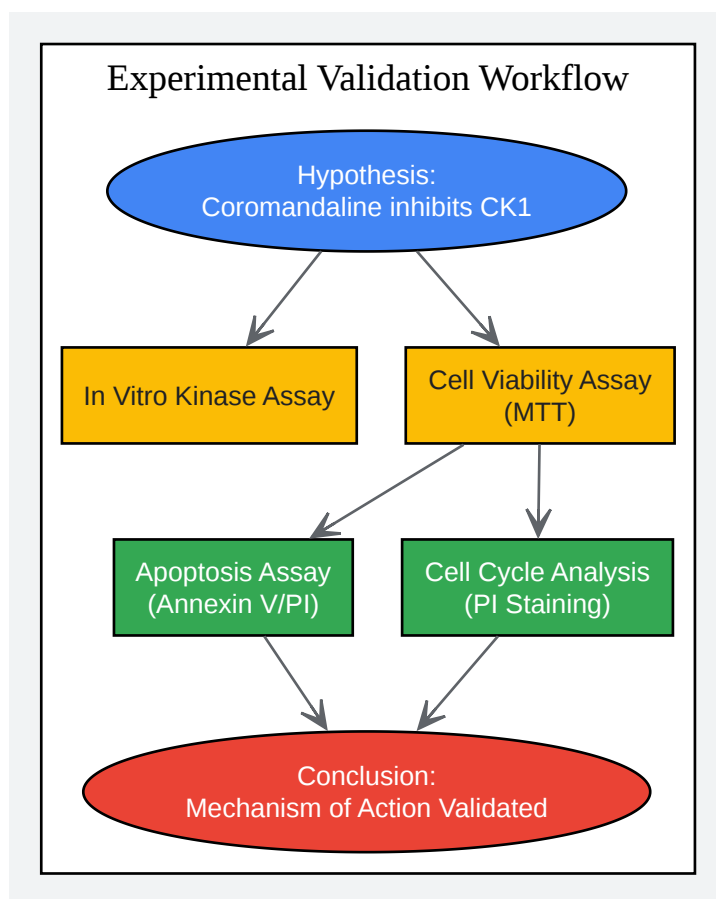 Experimental Validation Workflow
Hypothesis:
Coromandaline inhibits CK1
In Vitro Kinase Assay
Cell Viability Assay
(MTT)
Apoptosis Assay
(Annexin V/PI)
Cell Cycle Analysis
(PI Staining)
Conclusion:
Mechanism of Action Validated